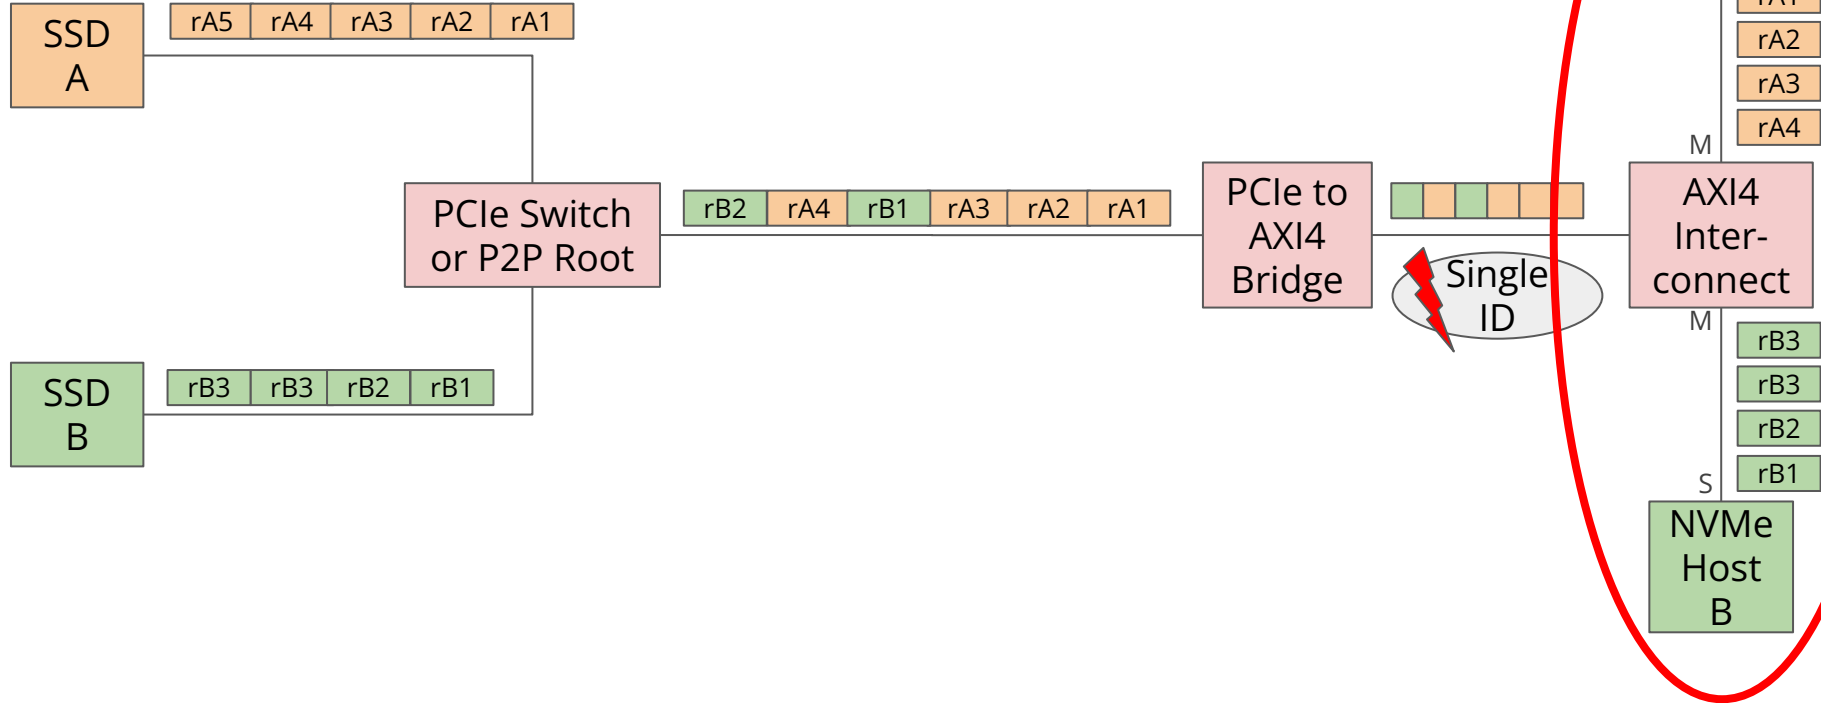 SSD
A
rA5 rA4 rA3 rA2 rA1
rA2
rA3
rA4
M
PCIe Switch
or P2P Root
rB2 rA4 rB1 rA3 rA2 rA1
PCIe to
AXI4
Bridge
Single
ID
AXI4
Inter-
connect
M
SSD
B
rB3 rB3 rB2 rB1
rB3
rB3
rB2
rB1
S
NVMe
Host
B